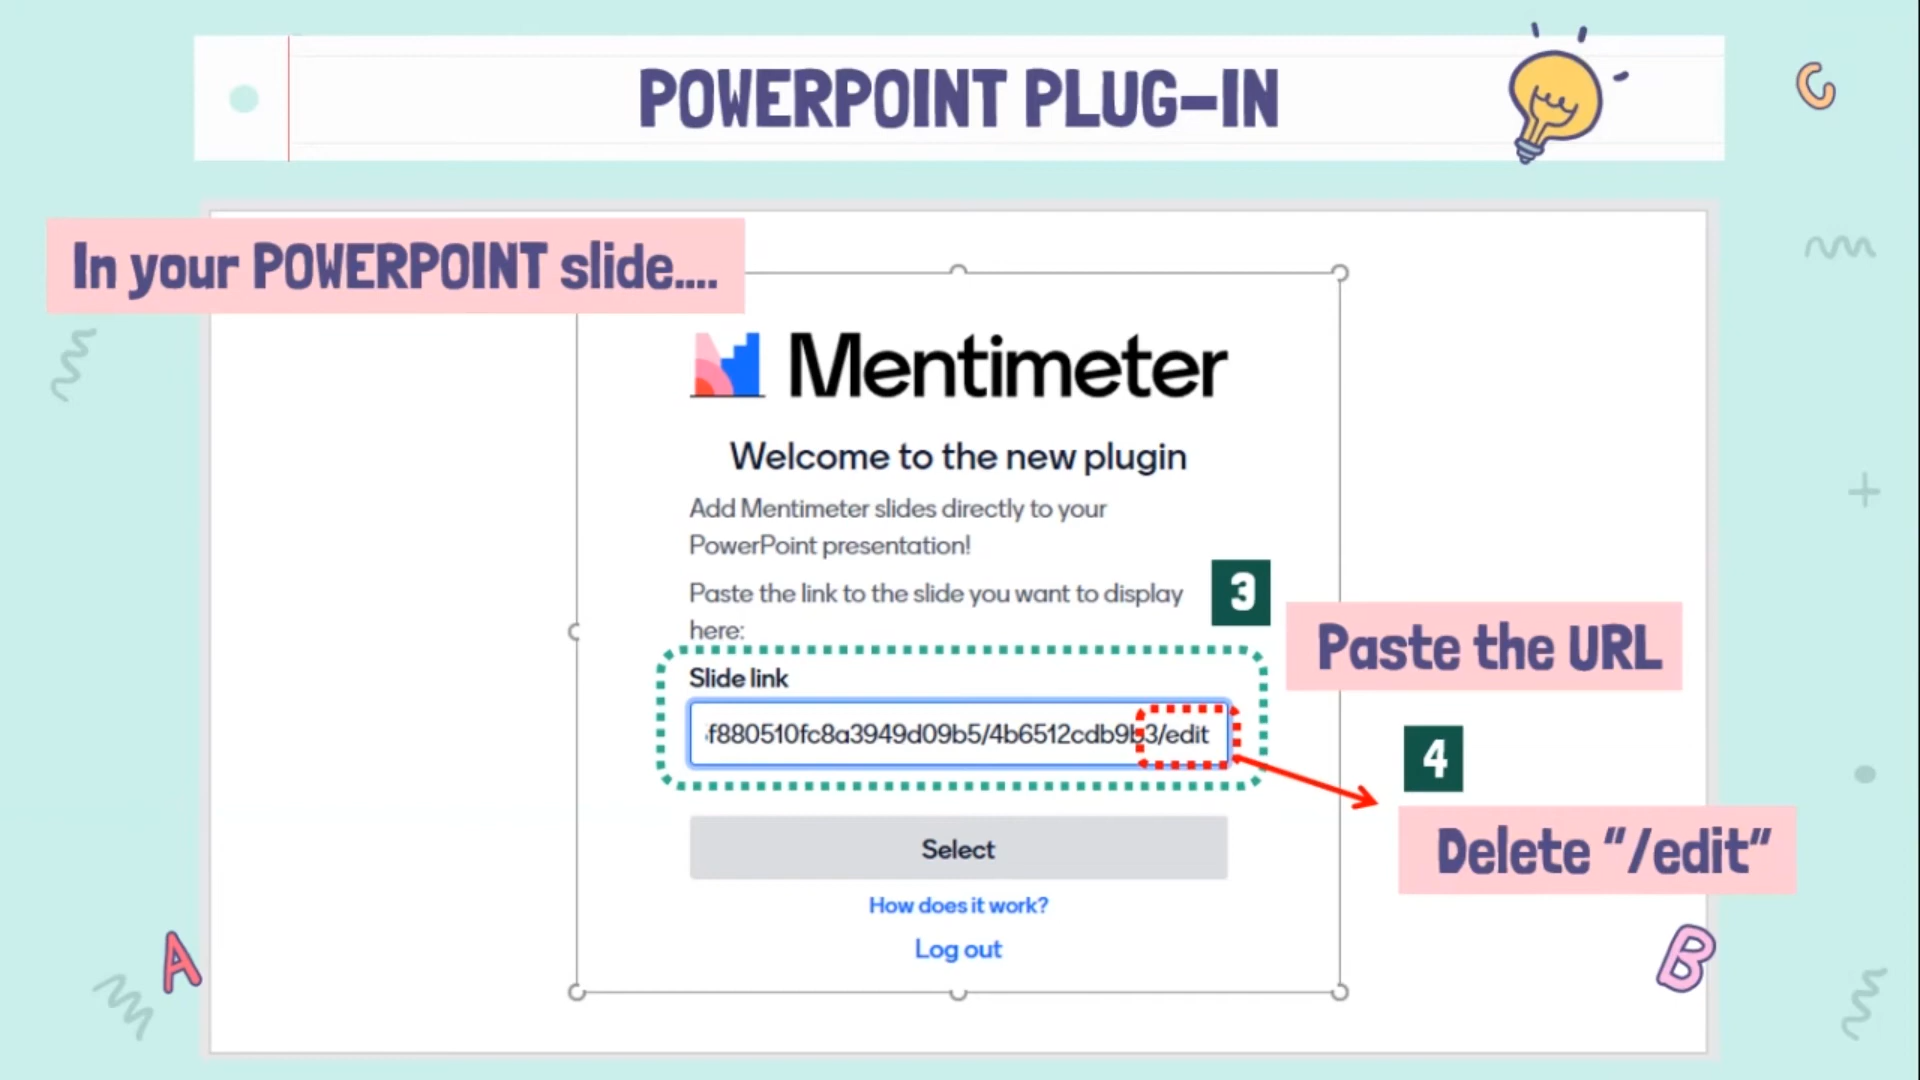 POWERPOINT PLUG-IN
C
In your POWERPOINT slide....
Mentimeter
Welcome to the new plugin
Add Mentimeter slides directly to your
PowerPoint presentation!
Paste the link to the slide you want to display
here:
3
Paste the URL
Slide link
f880510fc8a3949d09b5/4b6512cdb9b3/edit
4
Delete “/edit”
Select
How does it work?
Log out
A
B